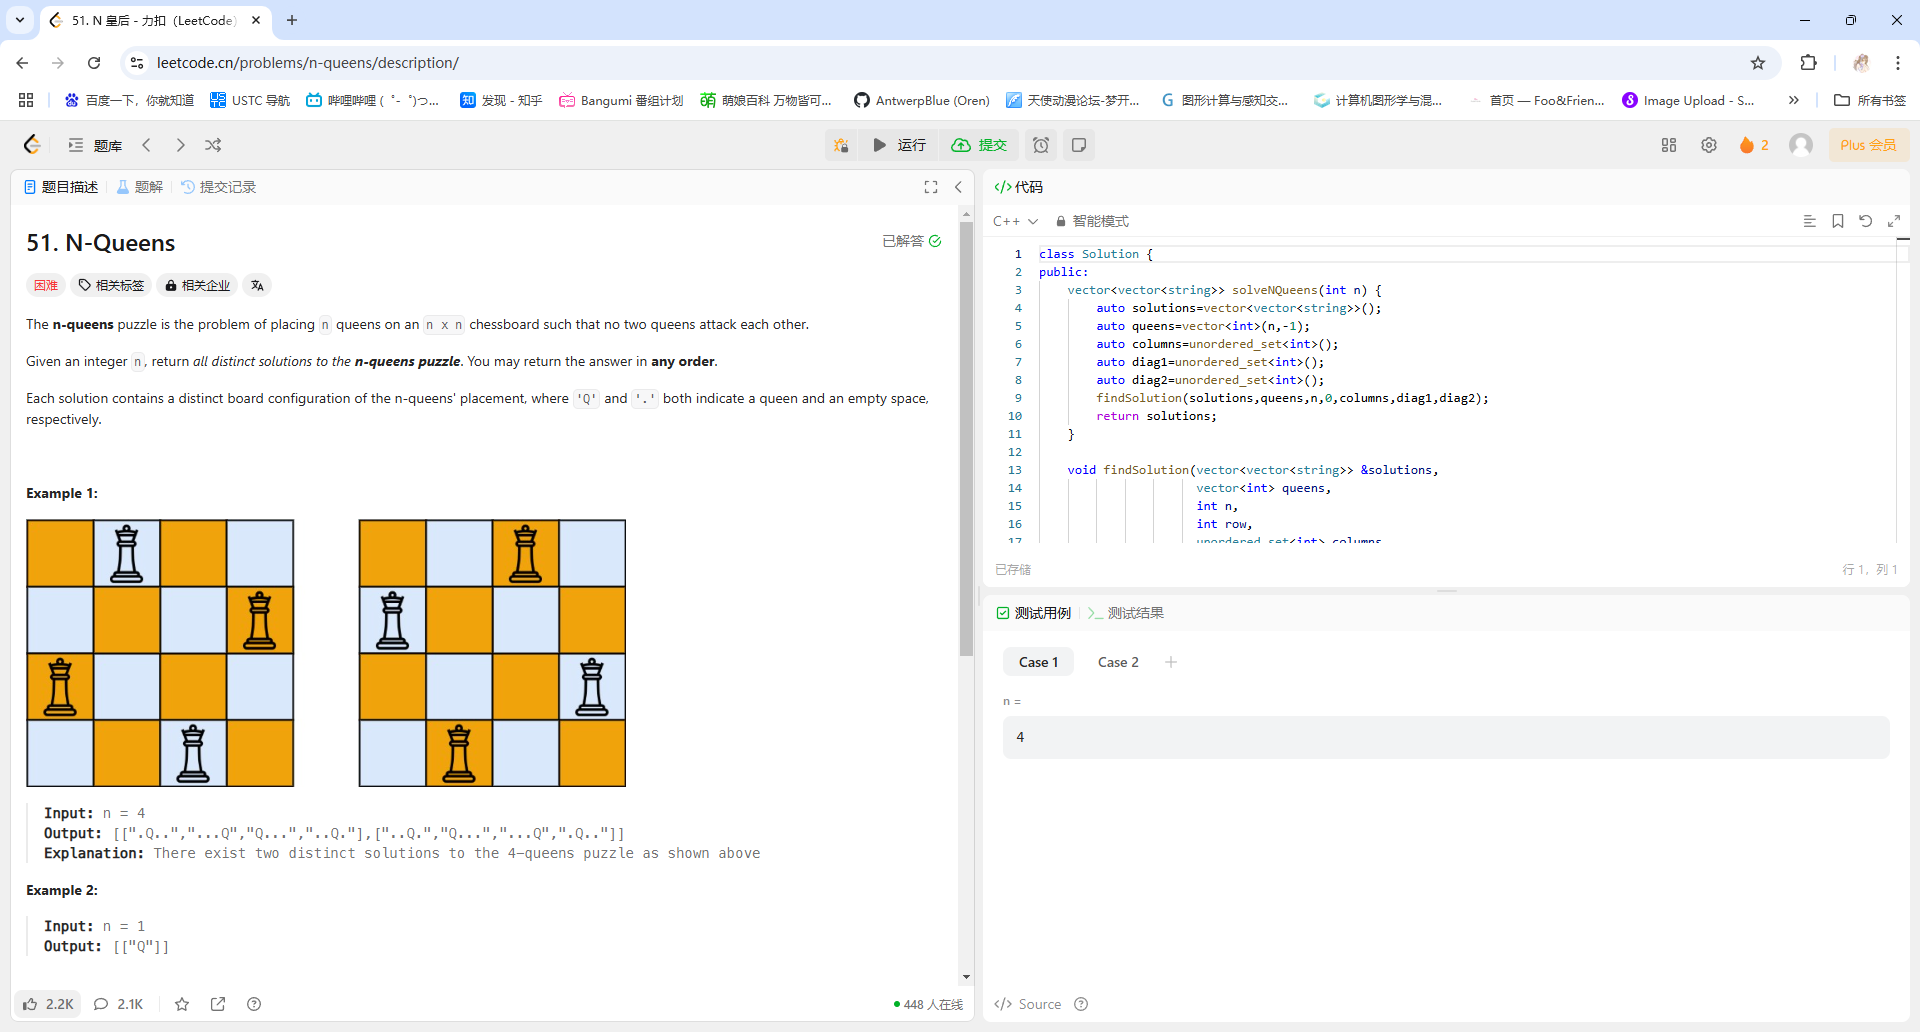 51. N 皇后 - 力扣（LeetCode）
leetcode.cn/problems/n-queens/description/
百度一下，你就知道
USTC 导航
哔哩哔哩 (゜-゜)つ...
发现 - 知乎
Bangumi 番组计划
萌娘百科 万物皆可...
AntwerpBlue (Oren)
天使动漫论坛-梦开...
图形计算与感知交...
计算机图形学与混...
首页 — Foo&Frien...
Image Upload - S...
所有书签
题库
运行
提交
2
Plus 会员
题目描述
题解
提交记录
51. N-Queens
已解答
困难
相关标签
相关企业
The n-queens puzzle is the problem of placing n queens on an n x n chessboard such that no two queens attack each other.
Given an integer n, return all distinct solutions to the n-queens puzzle. You may return the answer in any order.
Each solution contains a distinct board configuration of the n-queens' placement, where 'Q' and '.' both indicate a queen and an empty space,
respectively.
Example 1:
Input: n = 4
Output: [[".Q..","...Q","Q...","..Q."],["..Q.","Q...","...Q",".Q.."]]
Explanation: There exist two distinct solutions to the 4-queens puzzle as shown above
Example 2:
Input: n = 1
Output: [["Q"]]
2.2K
2.1K
448 人在线
代码
C++
智能模式
1 class Solution {
2 public:
3 vector<vector<string>> solveNQueens(int n) {
4 auto solutions=vector<vector<string>>();
5 auto queens=vector<int>(n,-1);
6 auto columns=unordered_set<int>();
7 auto diag1=unordered_set<int>();
8 auto diag2=unordered_set<int>();
9 findSolution(solutions,queens,n,0,columns,diag1,diag2);
10 return solutions;
11 }
12
13 void findSolution(vector<vector<string>> &solutions,
14 vector<int> queens,
15 int n,
16 int row,
17 unordered_set<int> columns
已存储
行 1，列 1
测试用例
测试结果
Case 1
Case 2
n =
4
Source